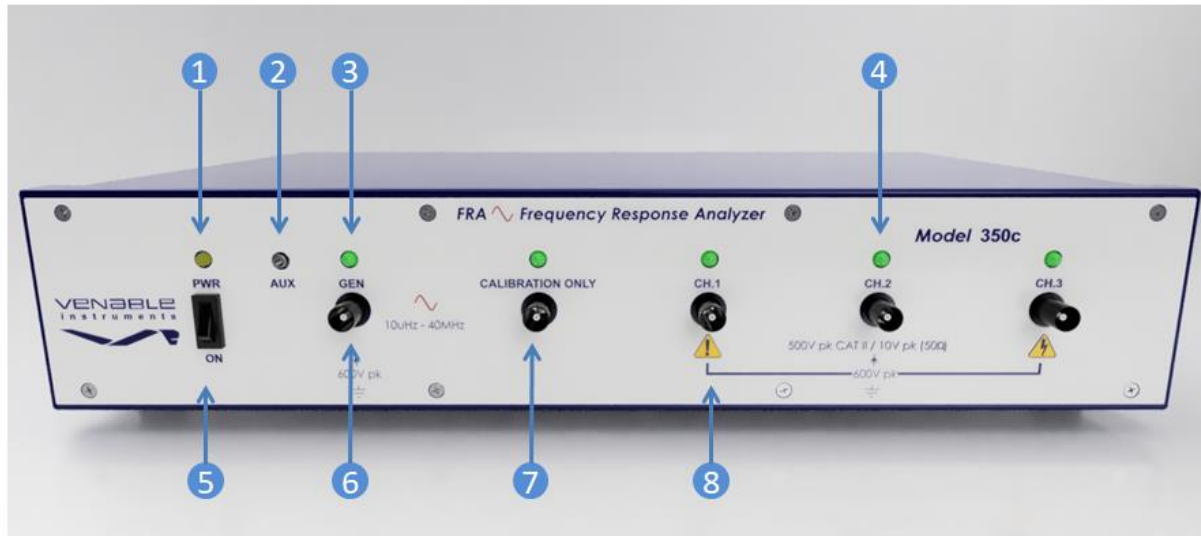 1 2 3 4
FRA Frequency Response Analyzer
Model 350c
PWR AUX GEN CALIBRATION ONLY CH.1 CH.2 CH.3
VENABLE
instruments
10uHz - 40MHz
ON
500V pk CAT II / 10V pk (50Ω)
600V pk
600V pk
5 6 7 8